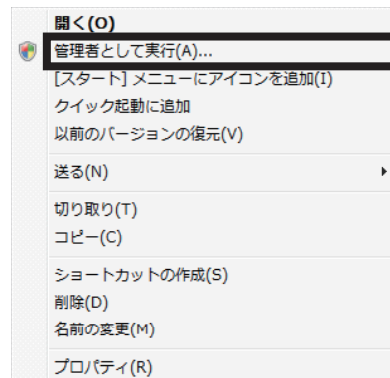 開く(O)
管理者として実行(A)...
[スタート] メニューにアイコンを追加(I)
クイック起動に追加
以前のバージョンの復元(V)
送る(N)
切り取り(T)
コピー(C)
ショートカットの作成(S)
削除(D)
名前の変更(M)
プロパティ(R)